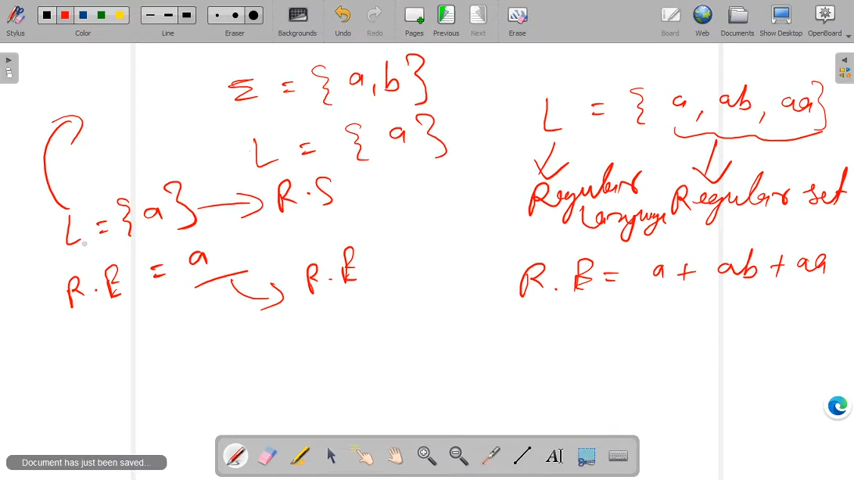 Stylus
Color
Line
Eraser
Backgrounds
Undo
Redo
Pages
Previous
Next
Erase
Board
Web
Documents
Show Desktop
OpenBoard
Σ = {a,b}
L = {a}
L = {a} → R.S
R.E = a
R.E
L = {a, ab, aa}
Regular Language
Regular set
R.E = a + ab + aa
Document has just been saved...
AI